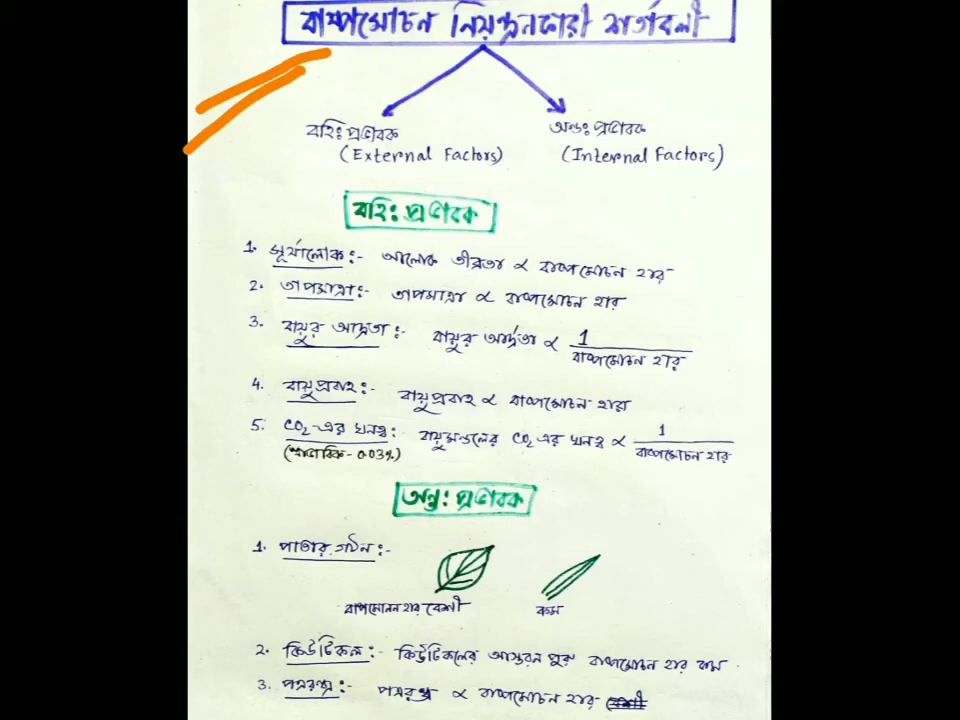 বাষ্পমোচন নিয়ন্ত্রনকারী শর্তাবলী
বহিঃপ্রভাবক
(External Factors)
অন্তঃপ্রভাবক
(Internal Factors)
বহিঃপ্রভাবক
1. সূর্যালোক:- আলোক তীব্রতা ∝ বাষ্পমোচন হার
2. তাপমাত্রা:- তাপমাত্রা ∝ বাষ্পমোচন হার
3. বায়ুর আর্দ্রতা:- বায়ুর আর্দ্রতা ∝ 1/বাষ্পমোচন হার
4. বায়ুপ্রবাহ:- বায়ুপ্রবাহ ∝ বাষ্পমোচন হার
5. CO₂-এর ঘনত্ব:- বায়ুমন্ডলের CO₂ এর ঘনত্ব ∝ 1/বাষ্পমোচন হার
(স্বাভাবিক - 0.03%)
অন্ত:প্রভাবক
1. পাতার গঠন:-
বাষ্পমোচন হার বেশী
কম
2. কিউটিকল:- কিউটিকলের আস্তরন পুরু বাষ্পমোচন হার কম
3. পত্ররন্ধ্র:- পত্ররন্ধ্র ∝ বাষ্পমোচন হার